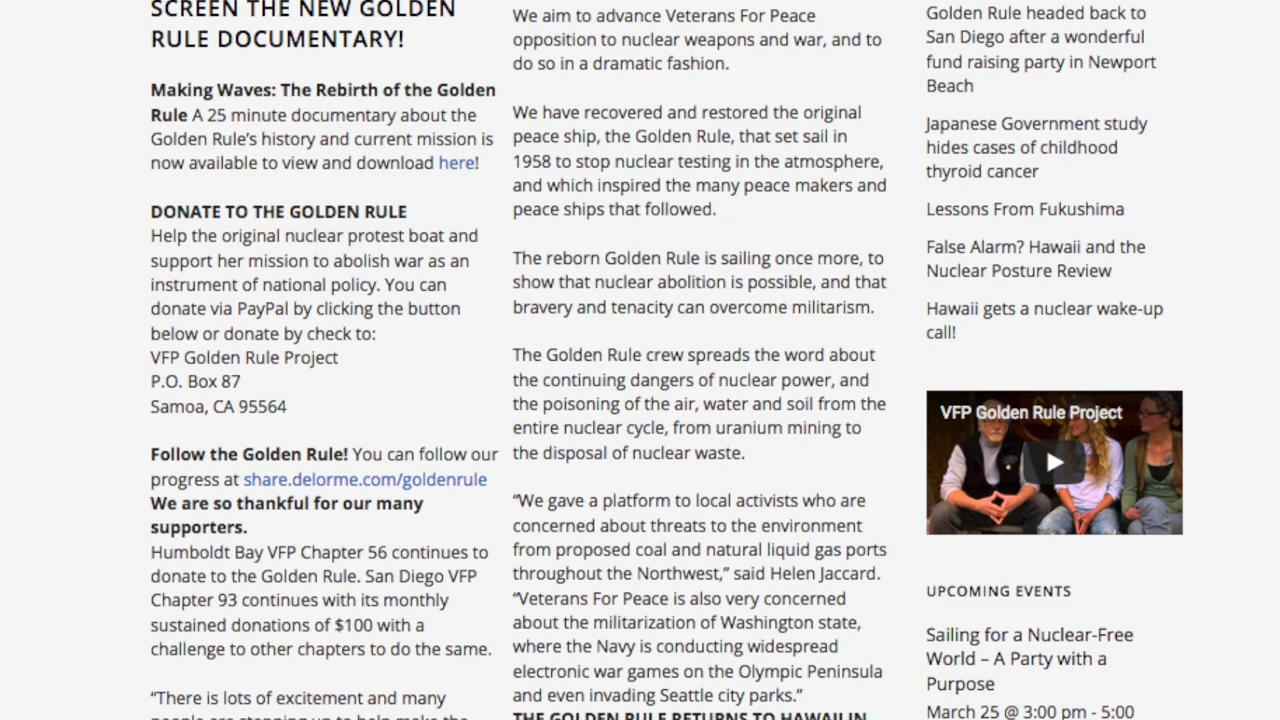 SCREEN THE NEW GOLDEN
RULE DOCUMENTARY!
Making Waves: The Rebirth of the Golden
Rule A 25 minute documentary about the
Golden Rule’s history and current mission is
now available to view and download here!
DONATE TO THE GOLDEN RULE
Help the original nuclear protest boat and
support her mission to abolish war as an
instrument of national policy. You can
donate via PayPal by clicking the button
below or donate by check to:
VFP Golden Rule Project
P.O. Box 87
Samoa, CA 95564
Follow the Golden Rule! You can follow our
progress at share.delorme.com/goldenrule
We are so thankful for our many
supporters.
Humboldt Bay VFP Chapter 56 continues to
donate to the Golden Rule. San Diego VFP
Chapter 93 continues with its monthly
sustained donations of $100 with a
challenge to other chapters to do the same.
“There is lots of excitement and many
people are stepping up to help make the
We aim to advance Veterans For Peace
opposition to nuclear weapons and war, and to
do so in a dramatic fashion.
We have recovered and restored the original
peace ship, the Golden Rule, that set sail in
1958 to stop nuclear testing in the atmosphere,
and which inspired the many peace makers and
peace ships that followed.
The reborn Golden Rule is sailing once more, to
show that nuclear abolition is possible, and that
bravery and tenacity can overcome militarism.
The Golden Rule crew spreads the word about
the continuing dangers of nuclear power, and
the poisoning of the air, water and soil from the
entire nuclear cycle, from uranium mining to
the disposal of nuclear waste.
“We gave a platform to local activists who are
concerned about threats to the environment
from proposed coal and natural liquid gas ports
throughout the Northwest,” said Helen Jaccard.
“Veterans For Peace is also very concerned
about the militarization of Washington state,
where the Navy is conducting widespread
electronic war games on the Olympic Peninsula
and even invading Seattle city parks.”
THE GOLDEN RULE RETURNS TO HAWAII IN
Golden Rule headed back to
San Diego after a wonderful
fund raising party in Newport
Beach
Japanese Government study
hides cases of childhood
thyroid cancer
Lessons From Fukushima
False Alarm? Hawaii and the
Nuclear Posture Review
Hawaii gets a nuclear wake-up
call!
VFP Golden Rule Project
UPCOMING EVENTS
Sailing for a Nuclear-Free
World – A Party with a
Purpose
March 25 @ 3:00 pm - 5:00